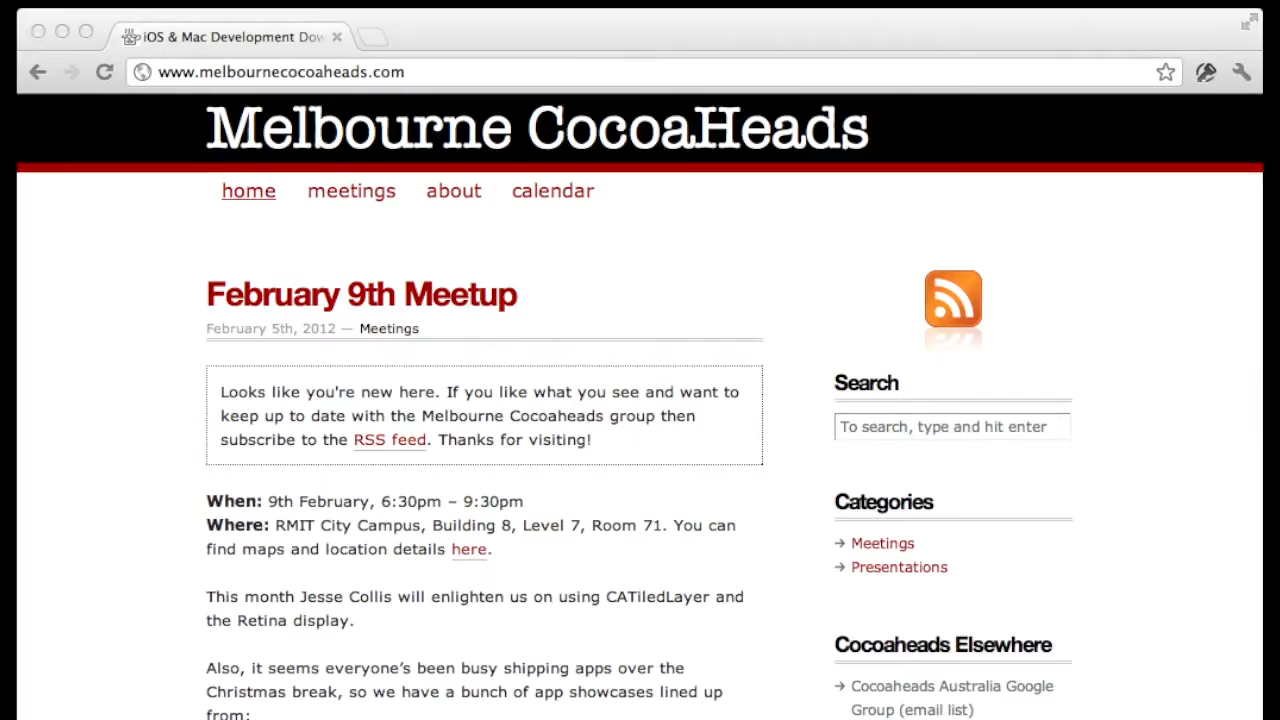 iOS & Mac Development Dow
www.melbournecocoaheads.com
Melbourne CocoaHeads
home meetings about calendar
February 9th Meetup
February 5th, 2012 — Meetings
Looks like you're new here. If you like what you see and want to
keep up to date with the Melbourne Cocoaheads group then
subscribe to the RSS feed. Thanks for visiting!
When: 9th February, 6:30pm – 9:30pm
Where: RMIT City Campus, Building 8, Level 7, Room 71. You can
find maps and location details here.
This month Jesse Collis will enlighten us on using CATiledLayer and
the Retina display.
Also, it seems everyone's been busy shipping apps over the
Christmas break, so we have a bunch of app showcases lined up
from:
Search
To search, type and hit enter
Categories
→ Meetings
→ Presentations
Cocoaheads Elsewhere
→ Cocoaheads Australia Google
Group (email list)